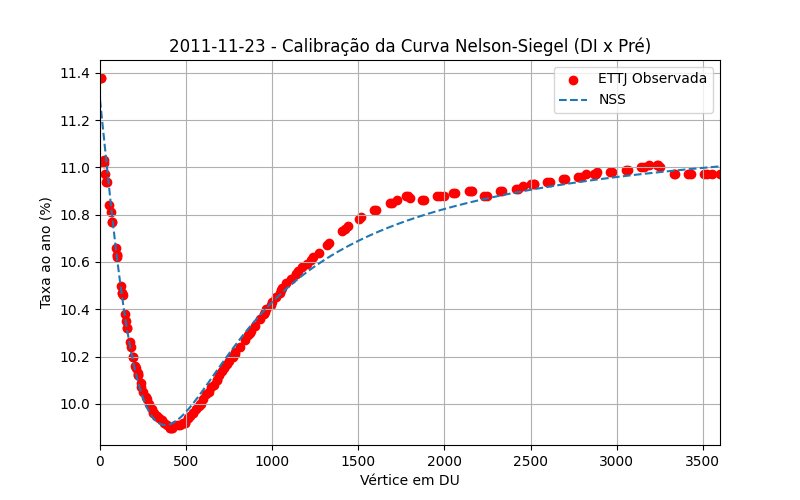 2011-11-23 - Calibração da Curva Nelson-Siegel (DI x Pré)
ETTJ Observada
NSS
Taxa ao ano (%)
11.4
11.2
11.0
10.8
10.6
10.4
10.2
10.0
0 500 1000 1500 2000 2500 3000 3500
Vértice em DU